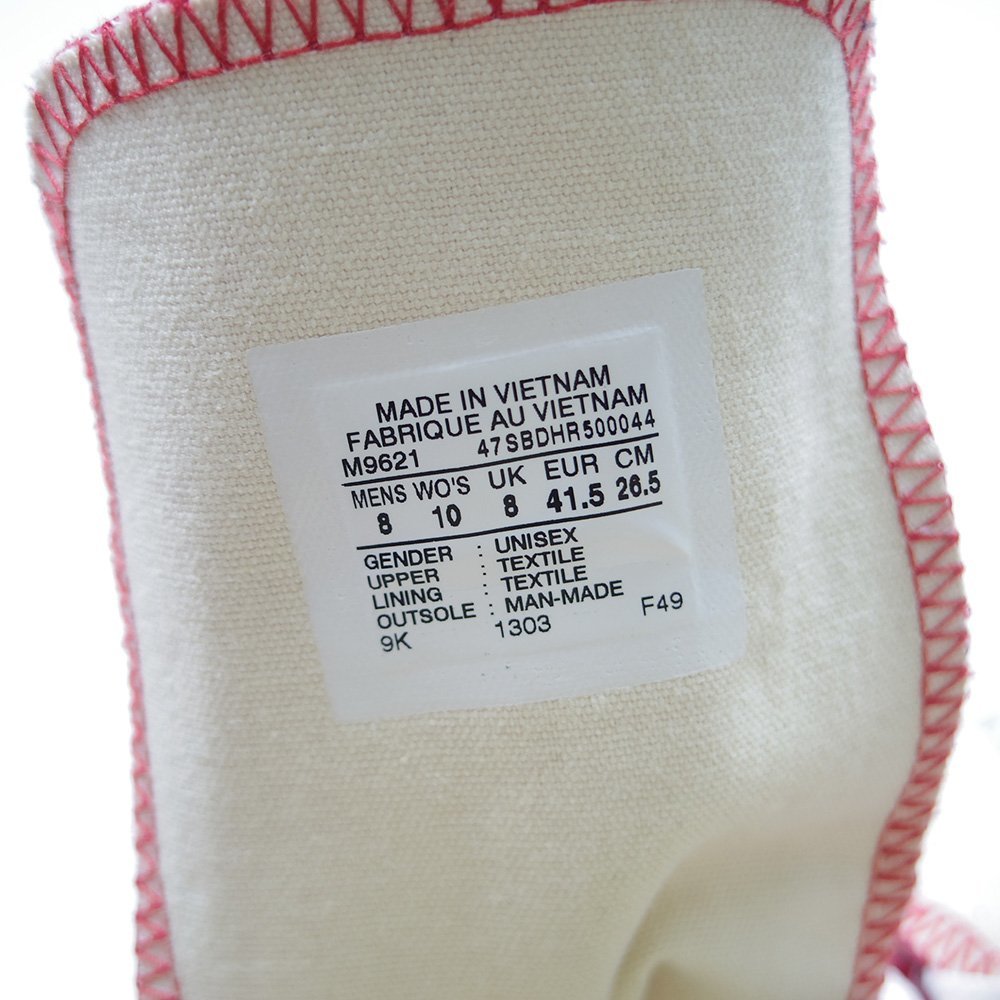 MADE IN VIETNAM
FABRIQUE AU VIETNAM
M9621 47SBDHR500044
MENS WO'S UK EUR CM
8 10 8 41.5 26.5
GENDER : UNISEX
UPPER : TEXTILE
LINING : TEXTILE
OUTSOLE : MAN-MADE
9K 1303 F49